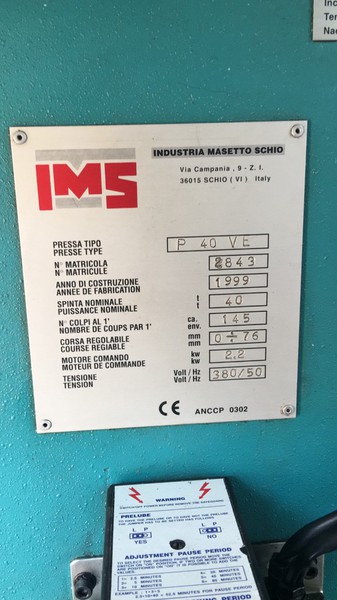 Inc
Ten
Nac
IMS
INDUSTRIA MASETTO SCHIO
Via Campania , 9 - Z. I.
36015 SCHIO ( VI ) Italy
PRESSA TIPO
PRESSE TYPE
P 40 VE
N° MATRICOLA
N° MATRICULE
2843
ANNO DI COSTRUZIONE
ANNEE DE FABRICATION
1999
SPINTA NOMINALE
PUISSANCE NOMINALE
t
t
40
N° COLPI AL 1'
NOMBRE DE COUPS PAR 1'
ca.
env.
145
CORSA REGOLABILE
COURSE REGIABLE
mm
mm
0÷76
MOTORE COMANDO
MOTEUR DE COMMANDE
kw
kw
2.2
TENSIONE
TENSION
Volt / Hz
Volt / Hz
380/50
CE ANCCP 0302
WARNING
PRELUBE
L P
YES
L P
NO
ADJUSTMENT PAUSE PERIOD